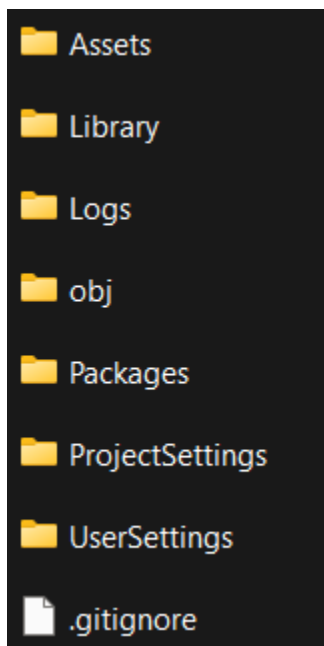 Assets
Library
Logs
obj
Packages
ProjectSettings
UserSettings
.gitignore